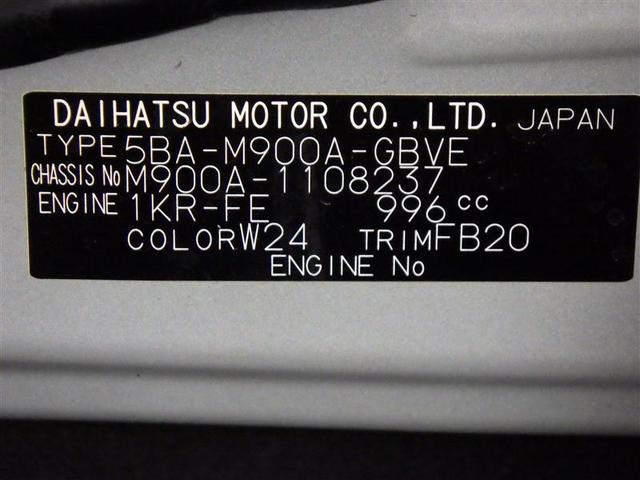 DAIHATSU MOTOR CO.,LTD. JAPAN
TYPE 5BA-M900A-GBVE
CHASSIS No M900A-1108237
ENGINE 1KR-FE 996 cc
COLOR W24 TRIM FB20
ENGINE No